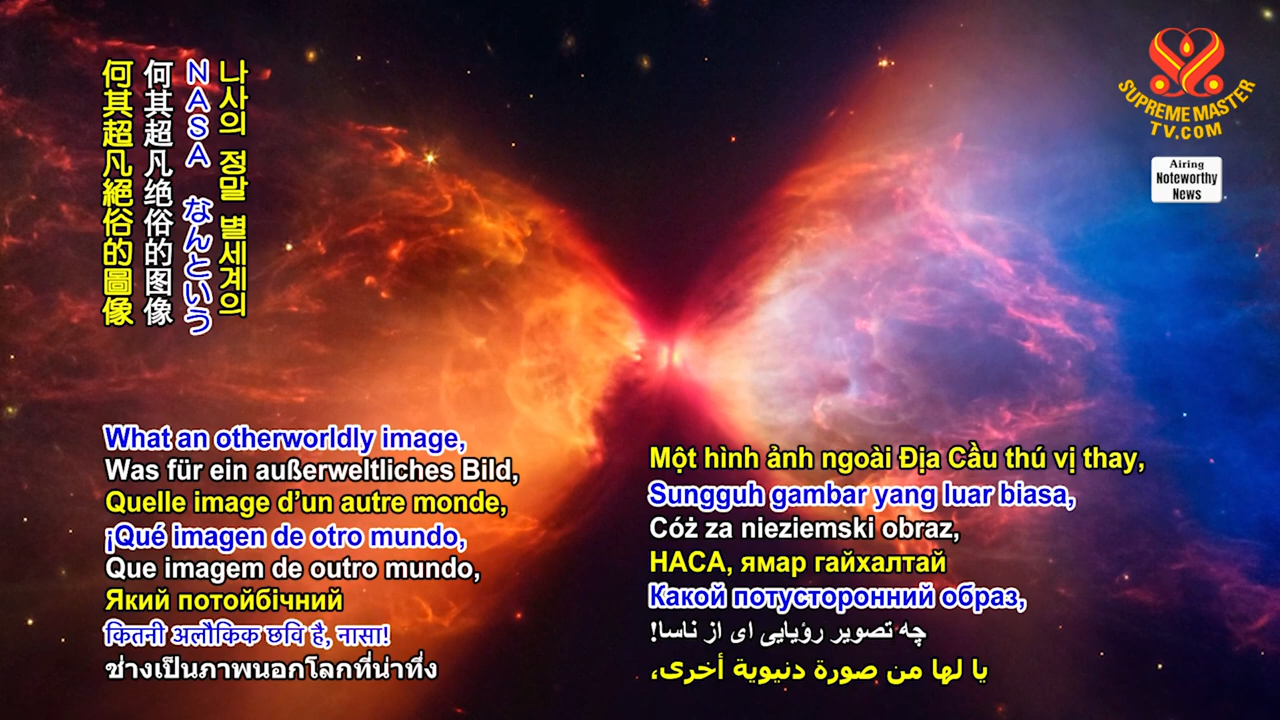 나사의 정말 별세계의
NASA なんという
何其超凡绝俗的图像
何其超凡絕俗的圖像
SUPREME MASTER
TV.COM
Airing
Noteworthy
News
What an otherworldly image,
Was für ein außerweltliches Bild,
Quelle image d’un autre monde,
¡Qué imagen de otro mundo,
Que imagem de outro mundo,
Який потойбічний
कितनी अलौकिक छवि है, नासा!
ช่างเป็นภาพนอกโลกที่น่าทึ่ง
Một hình ảnh ngoài Địa Cầu thú vị thay,
Sungguh gambar yang luar biasa,
Cóż za nieziemski obraz,
НАСА, ямар гайхалтай
Какой потусторонний образ,
چه تصویر رؤیایی ای از ناسا!
يا لها من صورة دنيوية أخرى،